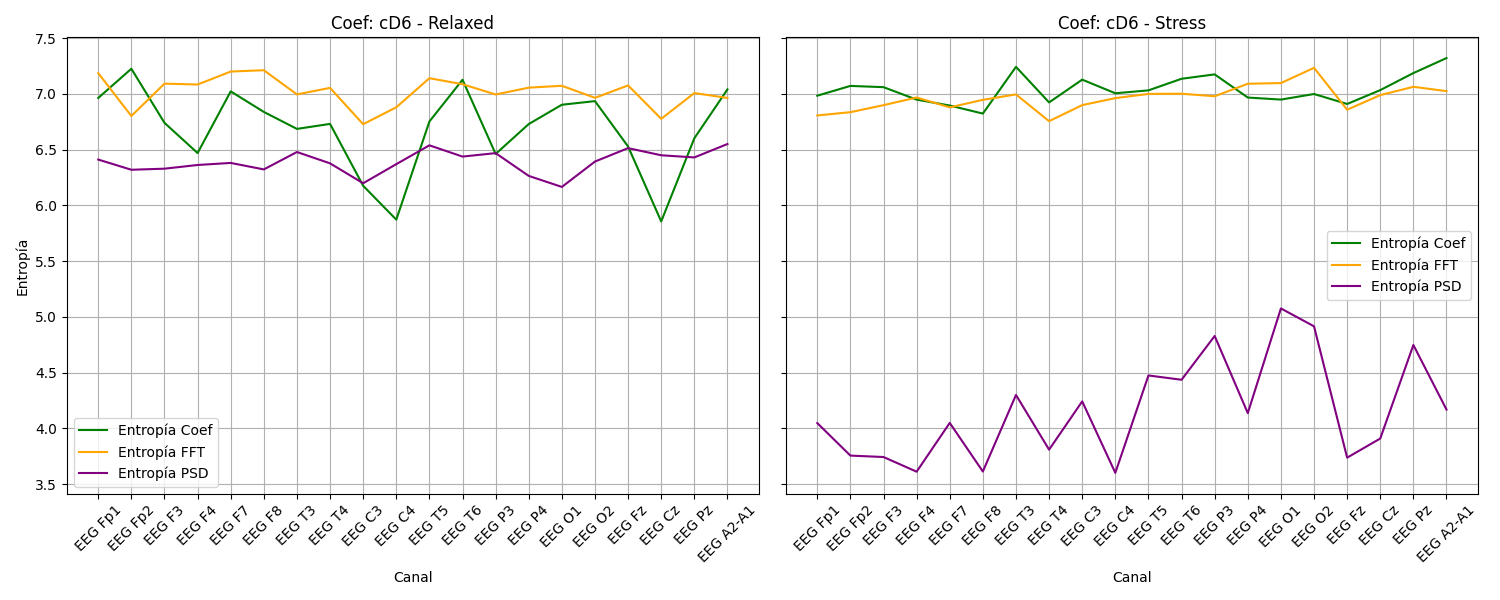 Coef: cD6 - Relaxed
Entropía
7.5
7.0
6.5
6.0
5.5
5.0
4.5
4.0
3.5
Entropía Coef
Entropía FFT
Entropía PSD
EEG Fp1
EEG Fp2
EEG F3
EEG F4
EEG F7
EEG F8
EEG T3
EEG T4
EEG C3
EEG C4
EEG T5
EEG T6
EEG P3
EEG P4
EEG O1
EEG O2
EEG Fz
EEG Cz
EEG Pz
EEG A2-A1
Canal
Coef: cD6 - Stress
Entropía Coef
Entropía FFT
Entropía PSD
EEG Fp1
EEG Fp2
EEG F3
EEG F4
EEG F7
EEG F8
EEG T3
EEG T4
EEG C3
EEG C4
EEG T5
EEG T6
EEG P3
EEG P4
EEG O1
EEG O2
EEG Fz
EEG Cz
EEG Pz
EEG A2-A1
Canal